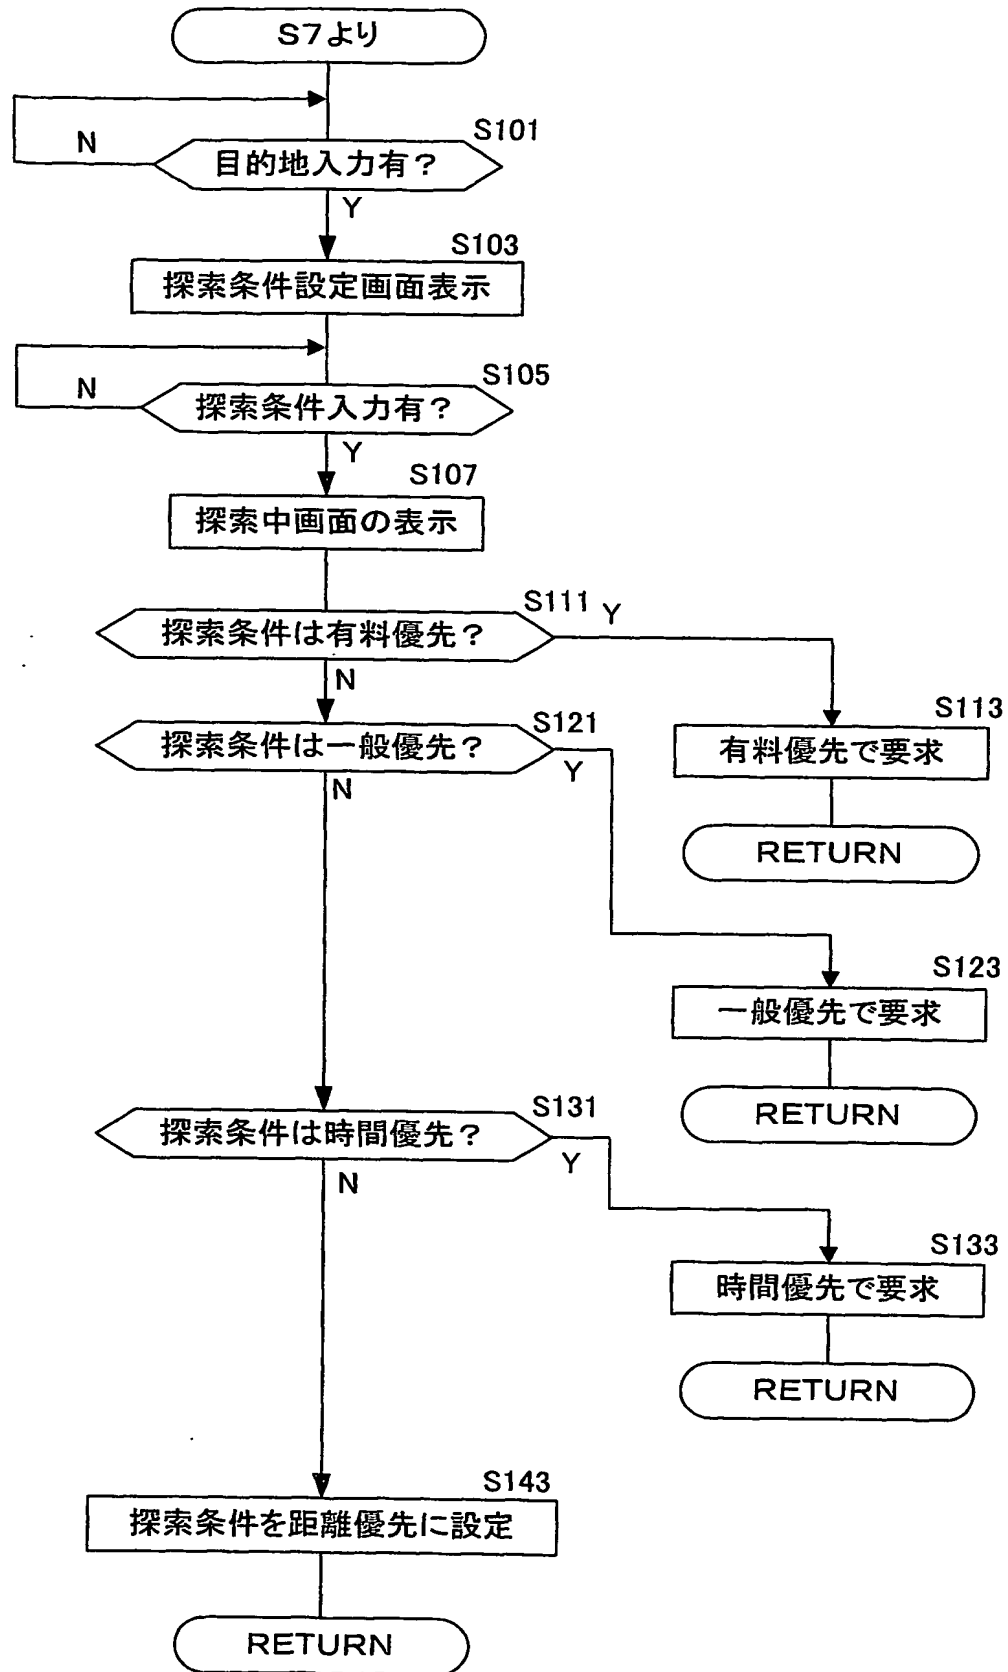 S7より
S101
N
目的地入力有?
Y
S103
探索条件設定画面表示
S105
N
探索条件入力有?
Y
S107
探索中画面の表示
S111
Y
探索条件は有料優先?
N
S113
有料優先で要求
RETURN
S121
探索条件は一般優先?
Y
N
S123
一般優先で要求
RETURN
S131
探索条件は時間優先?
Y
N
S133
時間優先で要求
RETURN
S143
探索条件を距離優先に設定
RETURN